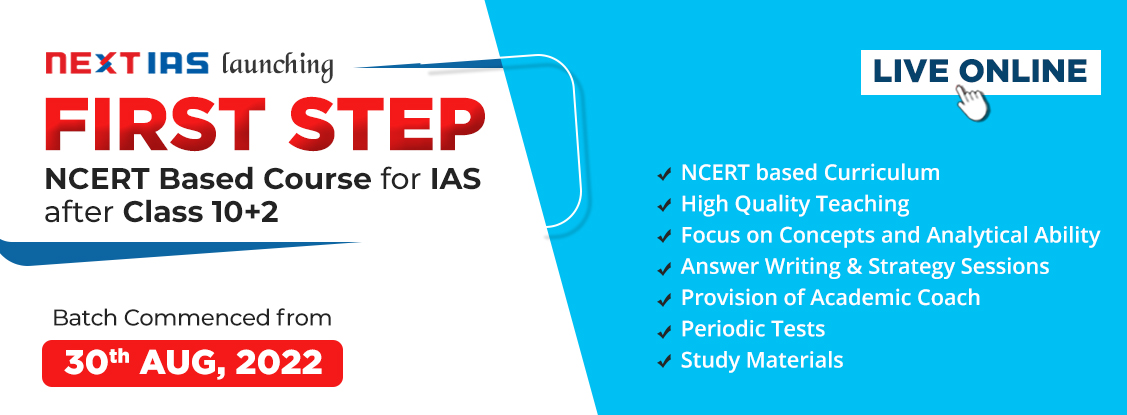 NEXT IAS launching
FIRST STEP
NCERT Based Course for IAS
after Class 10+2
Batch Commenced from
30th AUG, 2022
LIVE ONLINE
NCERT based Curriculum
High Quality Teaching
Focus on Concepts and Analytical Ability
Answer Writing & Strategy Sessions
Provision of Academic Coach
Periodic Tests
Study Materials